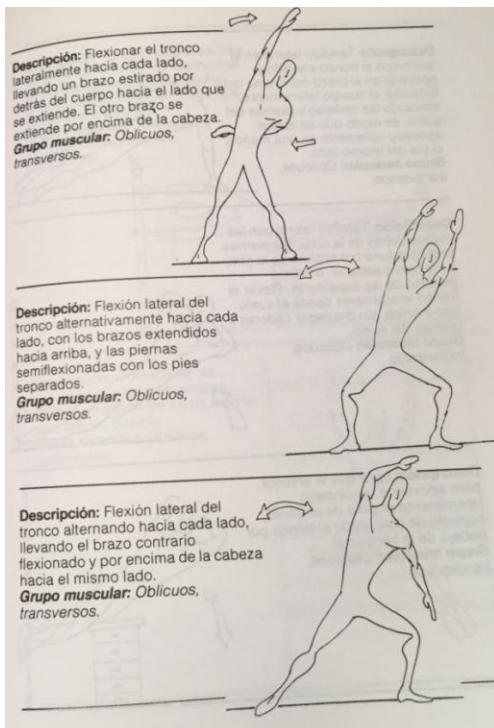 Descripción: Flexionar el tronco
lateralmente hacia cada lado,
llevando un brazo estirado por
detrás del cuerpo hacia el lado que
se extiende. El otro brazo se
extiende por encima de la cabeza.
Grupo muscular: Oblicuos,
transversos.
Descripción: Flexión lateral del
tronco alternativamente hacia cada
lado, con los brazos extendidos
hacia arriba, y las piernas
semiflexionadas con los pies
separados.
Grupo muscular: Oblicuos,
transversos.
Descripción: Flexión lateral del
tronco alternando hacia cada lado,
llevando el brazo contrario
flexionado y por encima de la cabeza
hacia el mismo lado.
Grupo muscular: Oblicuos,
transversos.